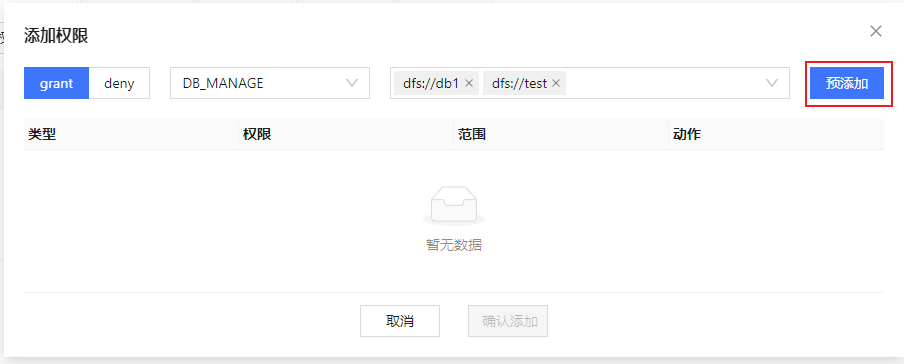 添加权限
grant deny DB_MANAGE dfs://db1 dfs://test 预添加
类型 权限 范围 动作
暂无数据
取消 确认添加